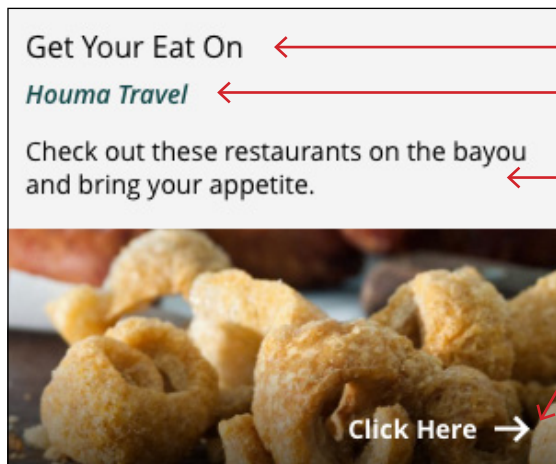 Get Your Eat On
Houma Travel
Check out these restaurants on the bayou
and bring your appetite.
Click Here